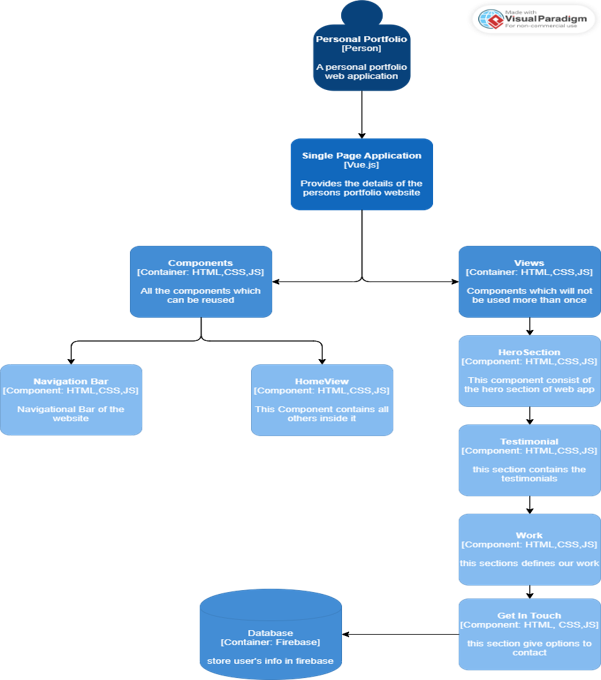 Made with
Visual Paradigm
For non-commercial use
Personal Portfolio
[Person]
A personal portfolio
web application
Single Page Application
[Vue.js]
Provides the details of the
persons portfolio website
Components
[Container: HTML,CSS,JS]
All the components which
can be reused
Views
[Container: HTML,CSS,JS]
Components which will not
be used more than once
Navigation Bar
[Component: HTML,CSS,JS]
Navigational Bar of the
website
HomeView
[Component: HTML,CSS,JS]
This Component contains all
others inside it
HeroSection
[Component: HTML,CSS,JS]
This component consist of
the hero section of web app
Testimonial
[Component: HTML,CSS,JS]
this section contains the
testimonials
Work
[Component: HTML,CSS,JS]
this sections defines our work
Get In Touch
[Component: HTML, CSS,JS]
this section give options to
contact
Database
[Container: Firebase]
store user's info in firebase